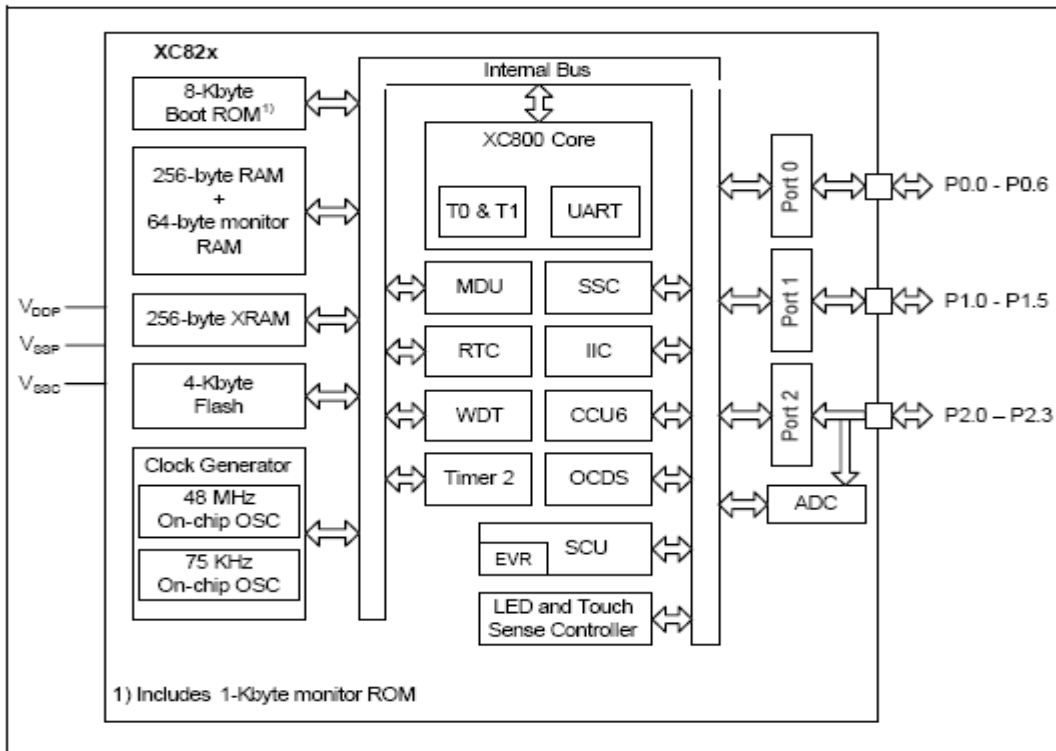 XC82x
Internal Bus
8-Kbyte
Boot ROM1)
256-byte RAM
+
64-byte monitor
RAM
256-byte XRAM
4-Kbyte
Flash
Clock Generator
48 MHz
On-chip OSC
75 KHz
On-chip OSC
VDDP
VSSP
VSSC
XC800 Core
T0 & T1
UART
MDU
SSC
RTC
IIC
WDT
CCU6
Timer 2
OCDS
SCU
EVR
LED and Touch
Sense Controller
Port 0
P0.0 - P0.6
Port 1
P1.0 - P1.5
Port 2
P2.0 – P2.3
ADC
1) Includes 1-Kbyte monitor ROM